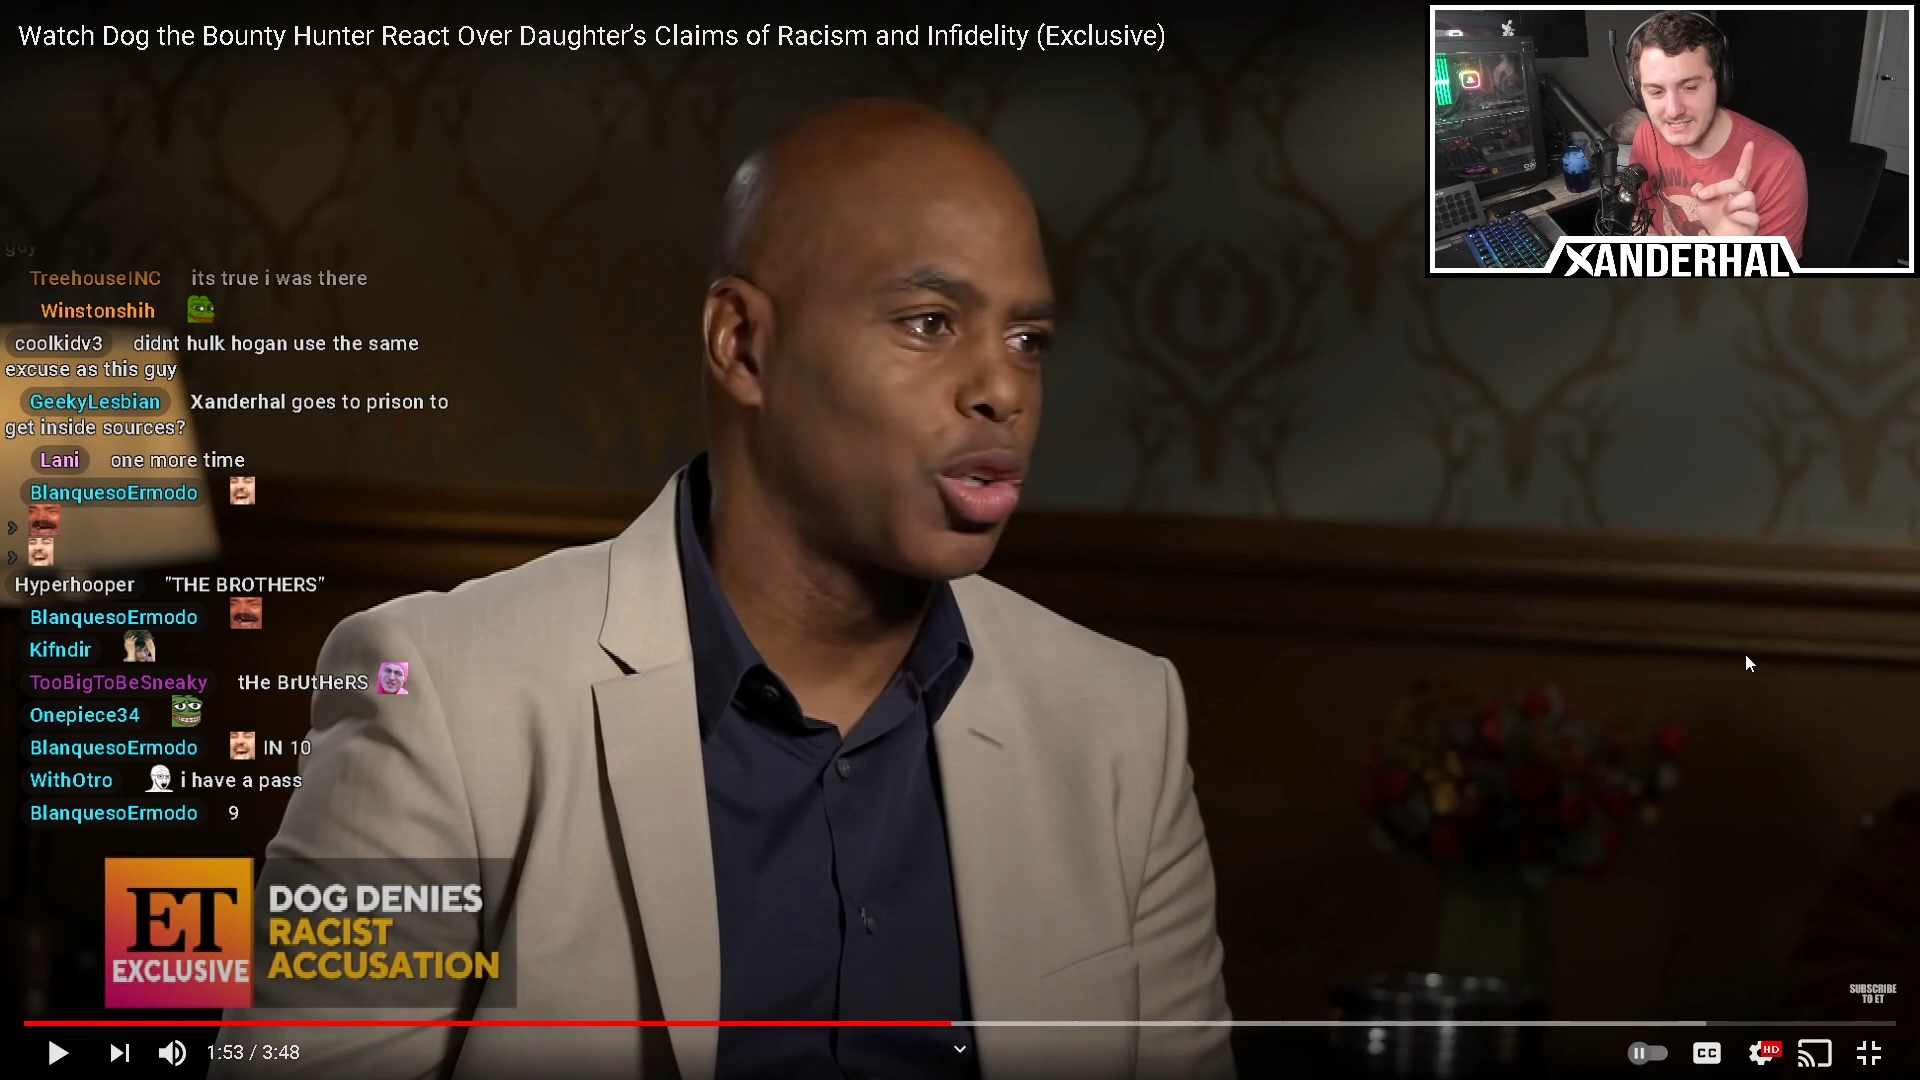 Watch Dog the Bounty Hunter React Over Daughter's Claims of Racism and Infidelity (Exclusive)
XANDERHAL
guy
TreehouseINC its true i was there
Winstonshih
coolkidv3 didnt hulk hogan use the same
excuse as this guy
GeekyLesbian Xanderhal goes to prison to
get inside sources?
Lani one more time
BlanquesoErmodo
Hyperhooper "THE BROTHERS"
BlanquesoErmodo
Kifndir
TooBigToBeSneaky tHe BrUtHeRS
Onepiece34
BlanquesoErmodo IN 10
WithOtro i have a pass
BlanquesoErmodo 9
ET
EXCLUSIVE
DOG DENIES
RACIST
ACCUSATION
SUBSCRIBE
TO ET
1:53 / 3:48
CC
HD